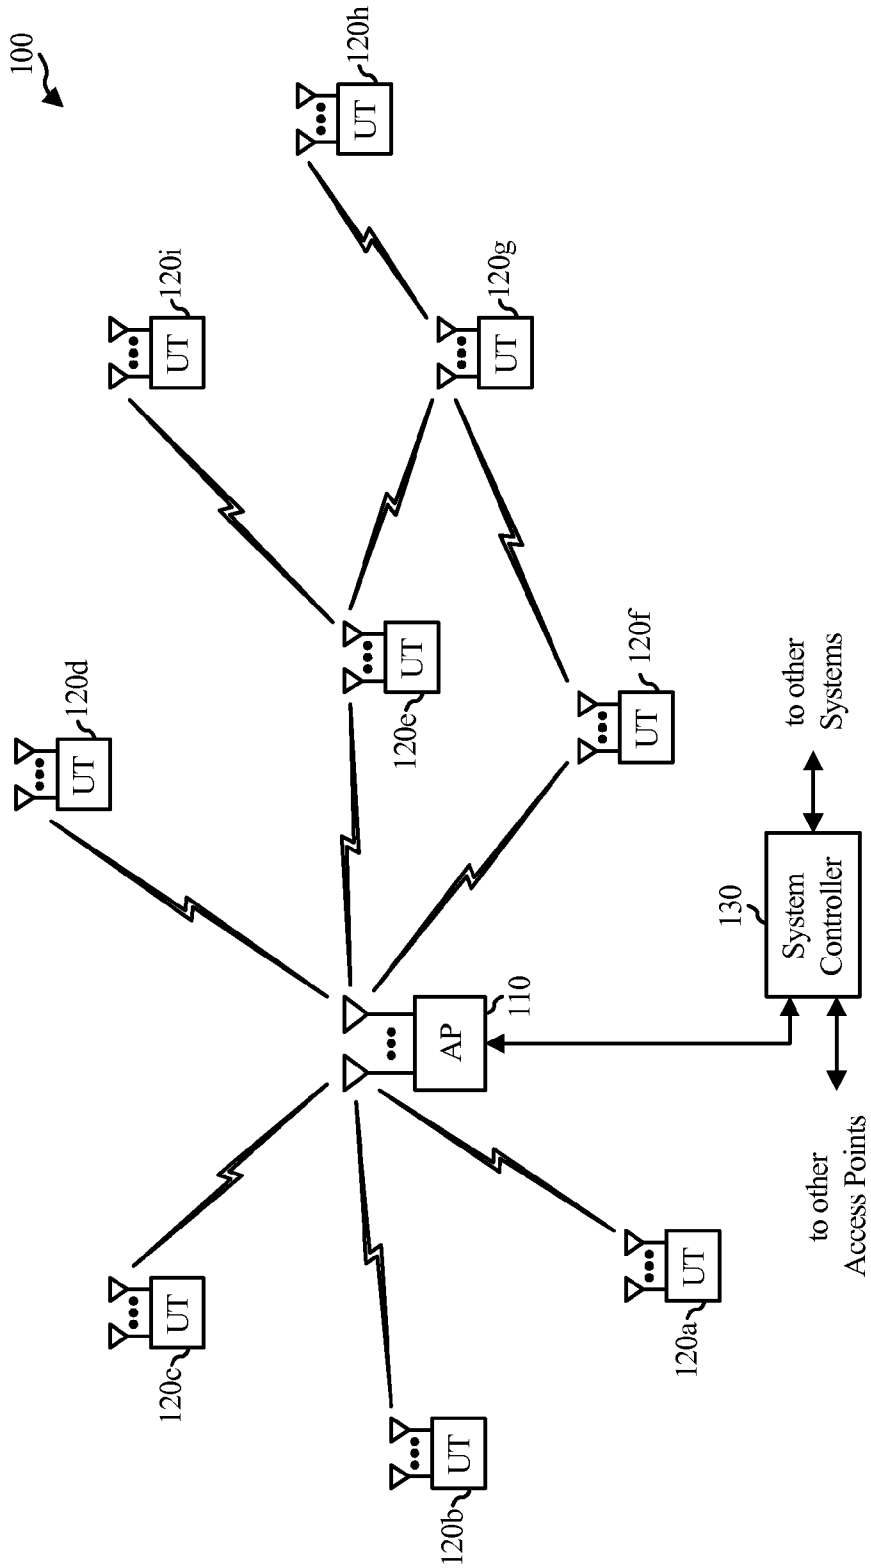 100
UT
120h
UT
120i
UT
120g
UT
120d
UT
120e
UT
120f
AP
110
UT
120c
UT
120b
UT
120a
130
System
Controller
to other
Systems
to other
Access Points